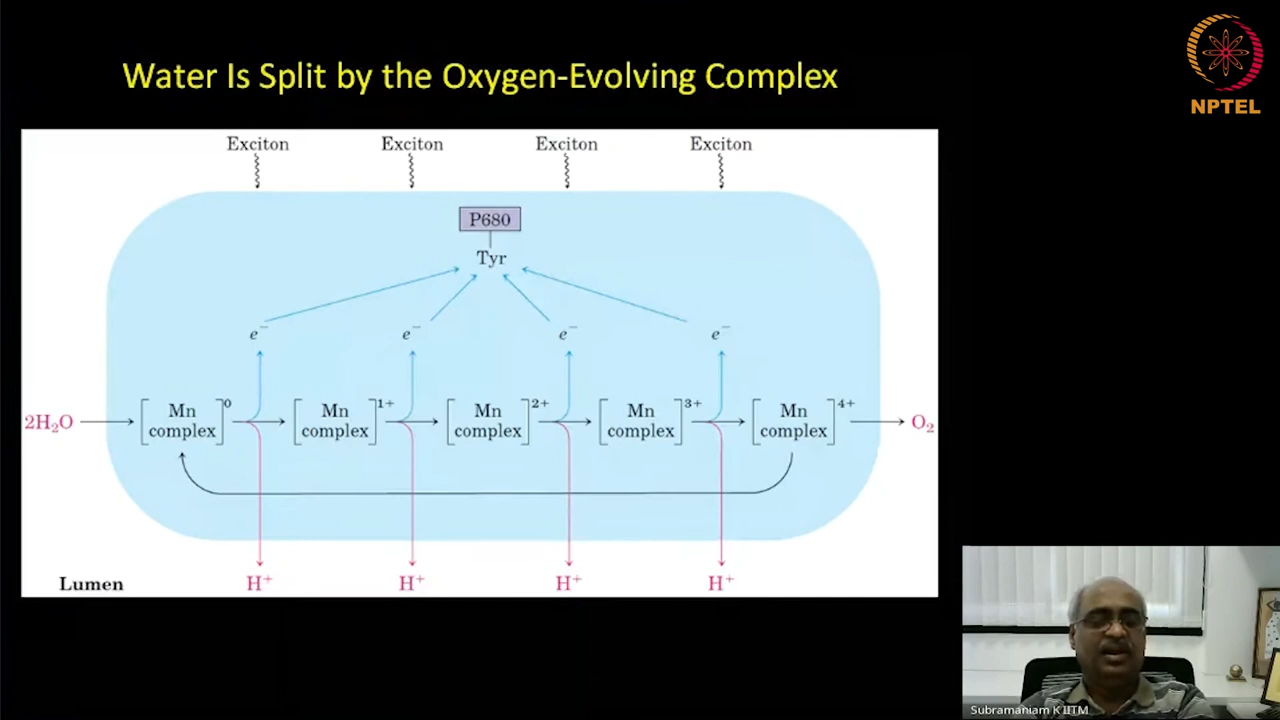 Water Is Split by the Oxygen-Evolving Complex
NPTEL
Exciton Exciton Exciton Exciton
P680
Tyr
e⁻ e⁻ e⁻ e⁻
2H₂O [Mn complex]⁰ [Mn complex]¹⁺ [Mn complex]²⁺ [Mn complex]³⁺ [Mn complex]⁴⁺ O₂
Lumen H⁺ H⁺ H⁺ H⁺
Subramaniam K IITM